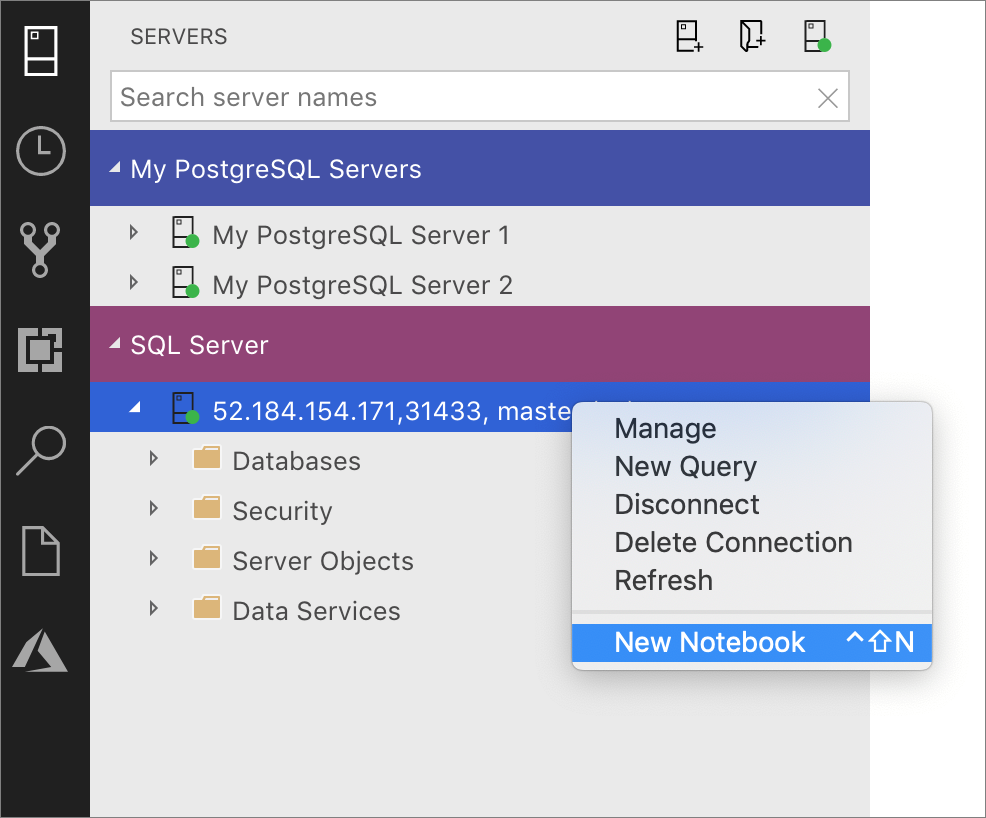 SERVERS
Search server names
My PostgreSQL Servers
My PostgreSQL Server 1
My PostgreSQL Server 2
SQL Server
52.184.154.171,31433, maste
Databases
Security
Server Objects
Data Services
Manage
New Query
Disconnect
Delete Connection
Refresh
New Notebook ^⇧N